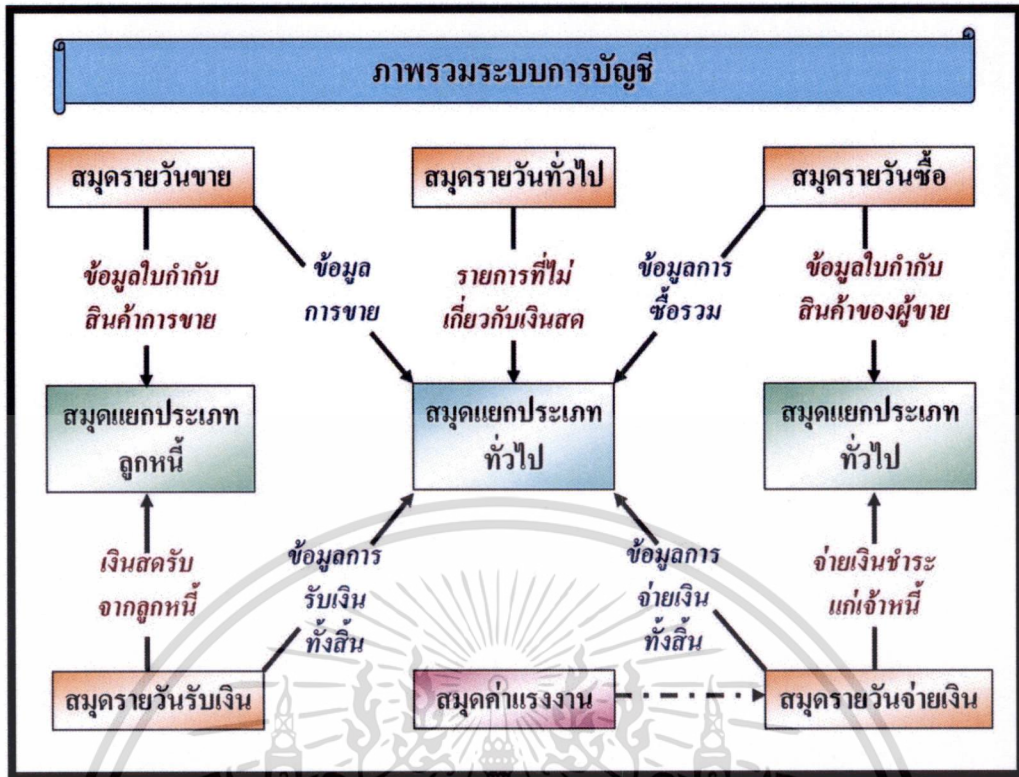 ภาพรวมระบบการบัญชี
สมุดรายวันขาย
สมุดรายวันทั่วไป
สมุดรายวันซื้อ
ข้อมูลใบกำกับ
สินค้าการขาย
ข้อมูล
การขาย
รายการที่ไม่
เกี่ยวกับเงินสด
ข้อมูลการ
ซื้อรวม
ข้อมูลใบกำกับ
สินค้าของผู้ขาย
สมุดแยกประเภท
ลูกหนี้
สมุดแยกประเภท
ทั่วไป
สมุดแยกประเภท
ทั่วไป
เงินสดรับ
จากลูกหนี้
ข้อมูลการ
รับเงิน
ทั้งสิ้น
ข้อมูลการ
จ่ายเงิน
ทั้งสิ้น
จ่ายเงินชำระ
แก่เจ้าหนี้
สมุดรายวันรับเงิน
สมุดค่าแรงงาน
สมุดรายวันจ่ายเงิน